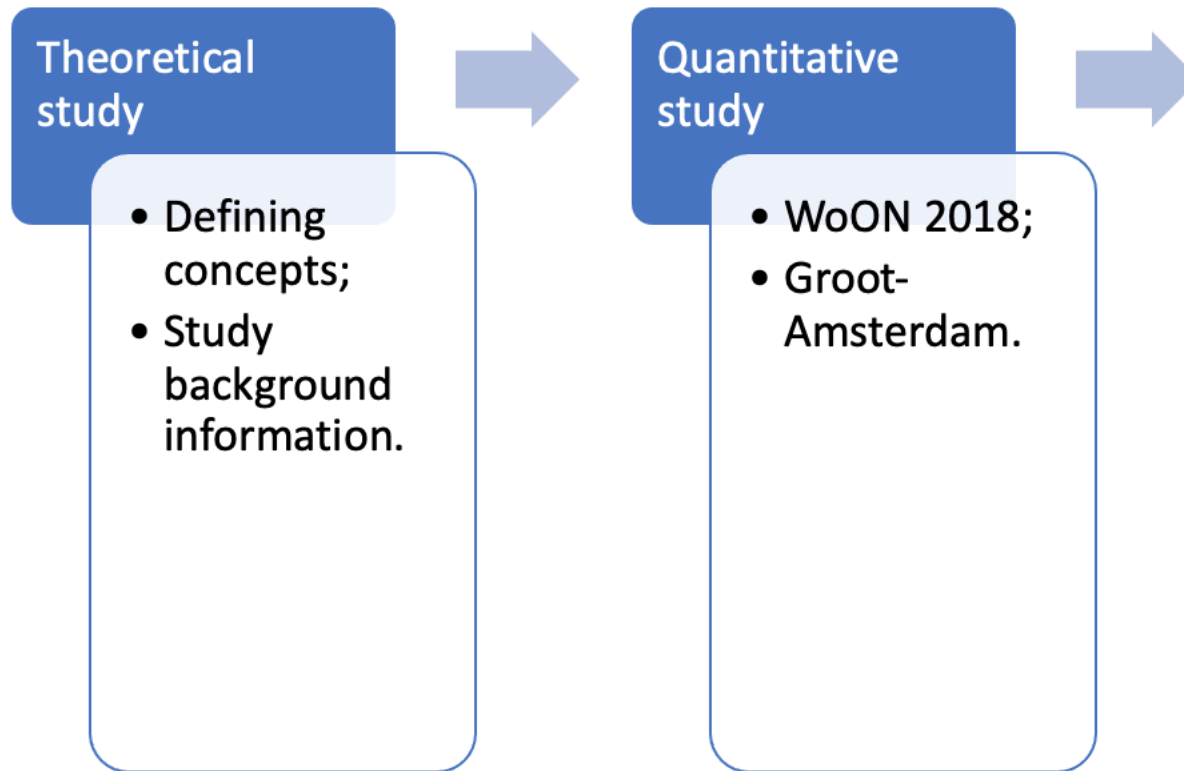 Theoretical
study
• Defining
concepts;
• Study
background
information.
Quantitative
study
• WoON 2018;
• Groot-
Amsterdam.